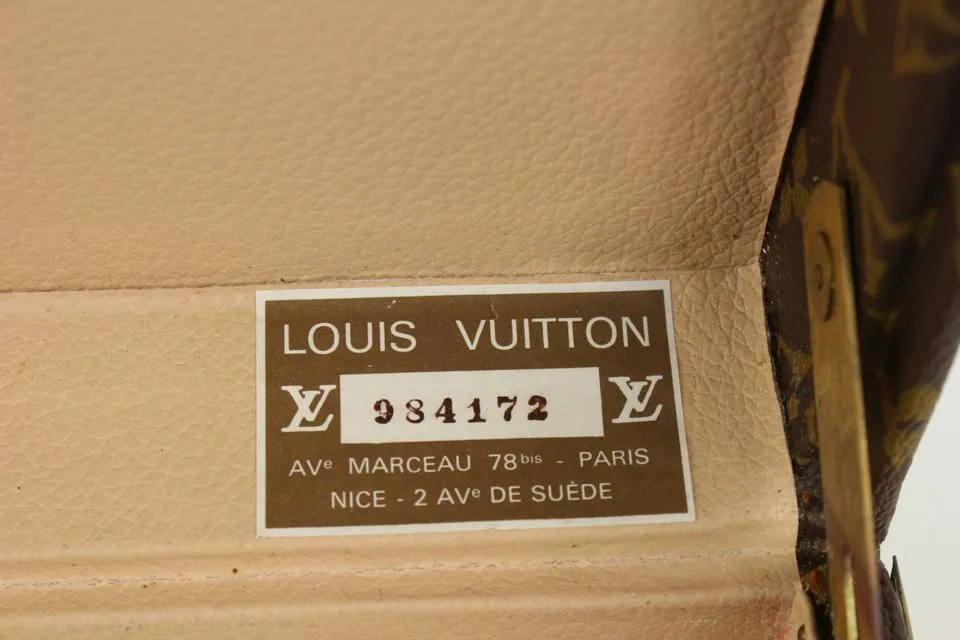 LOUIS VUITTON
LV 984172 LV
AVe MARCEAU 78bis - PARIS
NICE - 2 AVe DE SUÈDE